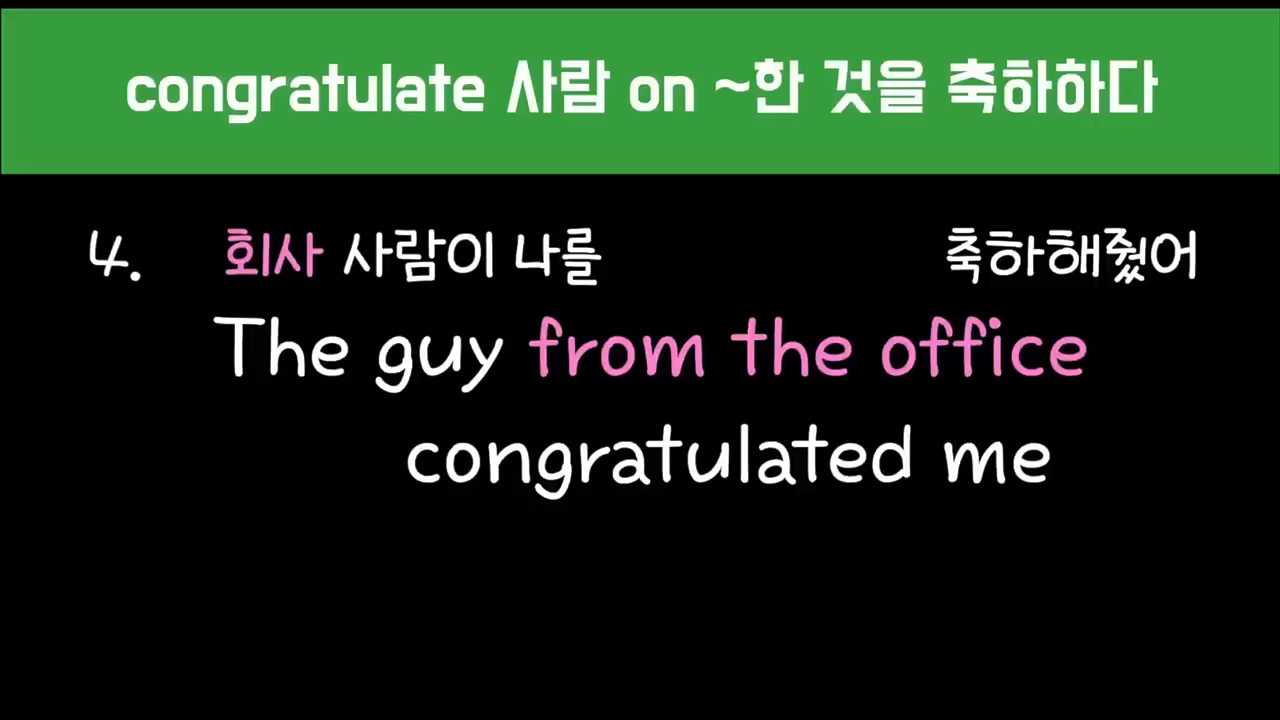 congratulate 사람 on ~한 것을 축하하다
4. 회사 사람이 나를 축하해줬어
The guy from the office
congratulated me